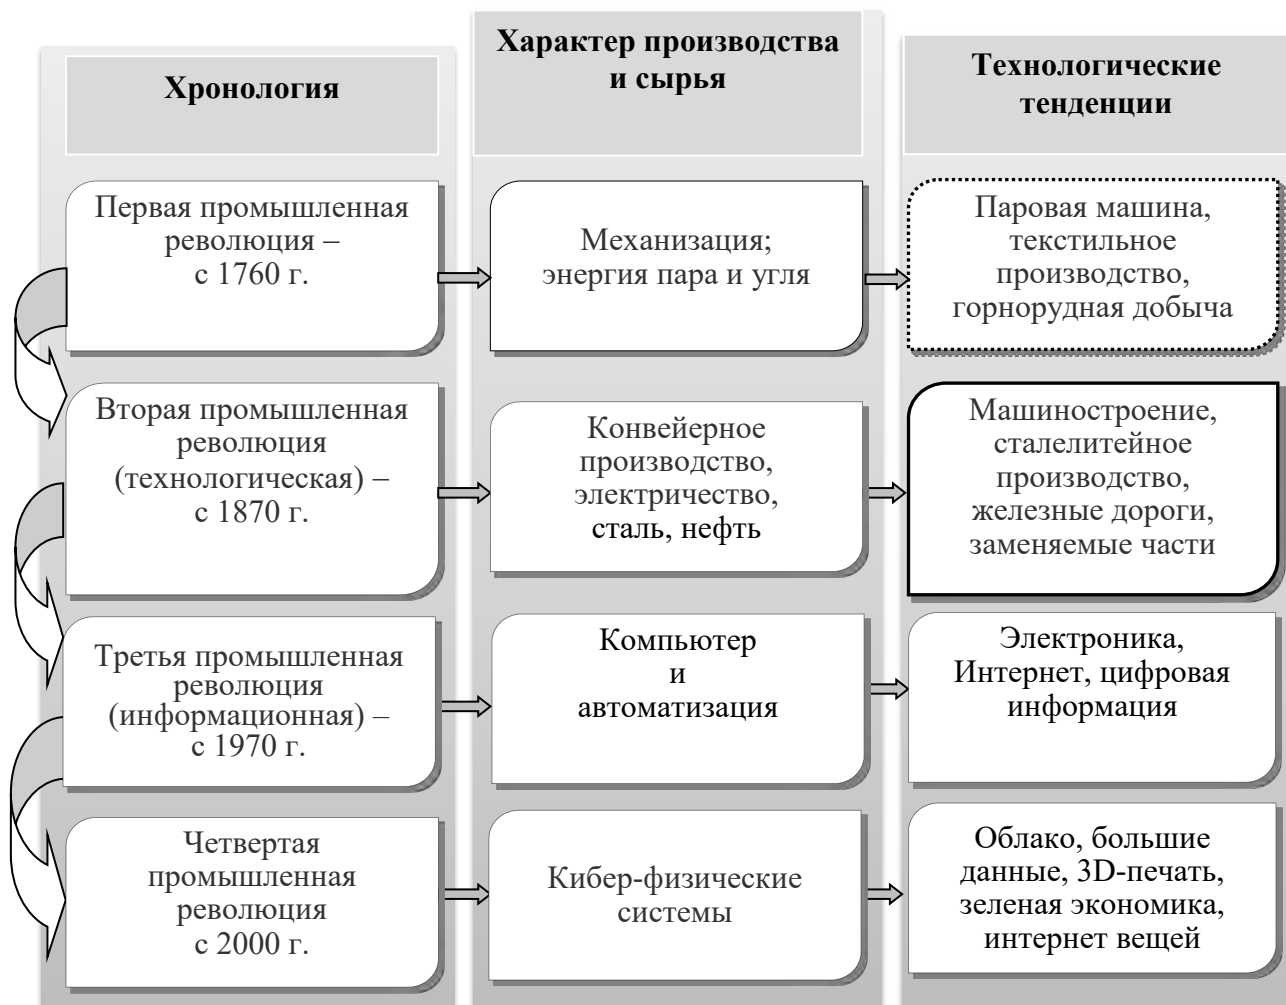 Хронология
Характер производства
и сырья
Технологические
тенденции
Первая промышленная
революция –
с 1760 г.
Механизация;
энергия пара и угля
Паровая машина,
текстильное
производство,
горнорудная добыча
Вторая промышленная
революция
(технологическая) –
с 1870 г.
Конвейерное
производство,
электричество,
сталь, нефть
Машиностроение,
сталелитейное
производство,
железные дороги,
заменяемые части
Третья промышленная
революция
(информационная) –
с 1970 г.
Компьютер
и
автоматизация
Электроника,
Интернет, цифровая
информация
Четвертая
промышленная
революция
с 2000 г.
Кибер-физические
системы
Облако, большие
данные, 3D-печать,
зеленая экономика,
интернет вещей